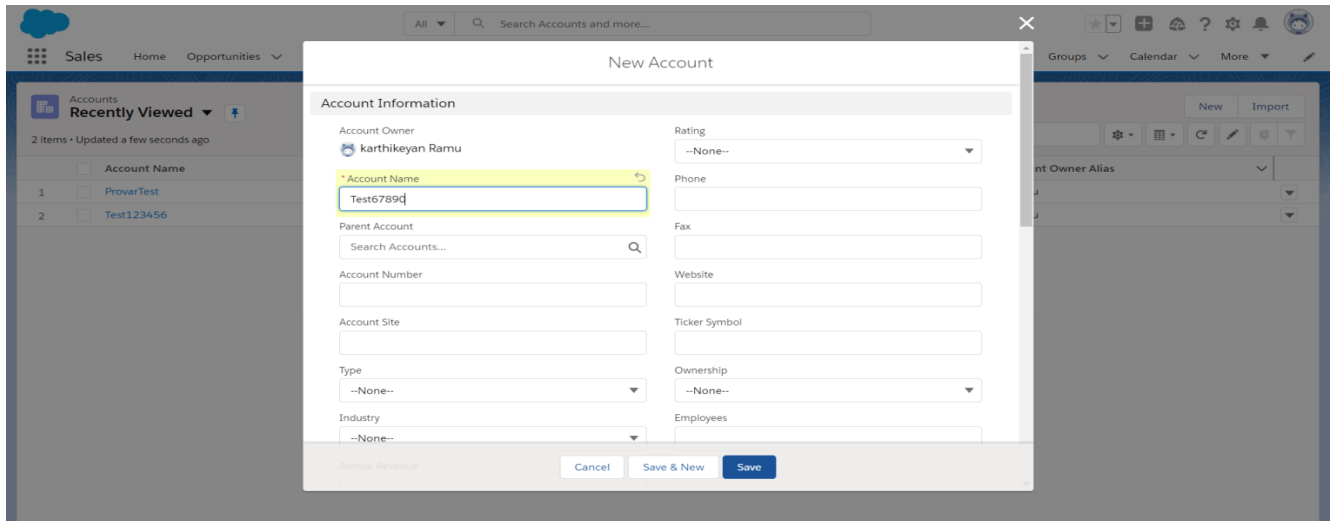 All
Search Accounts and more...
Sales Home Opportunities Groups Calendar More
New Account
Accounts
Recently Viewed
New Import
2 items • Updated a few seconds ago
Account Information
Account Owner
karthikeyan Ramu
Rating
--None--
Account Name nt Owner Alias
1 ProvarTest
2 Test123456
* Account Name
Test67890
Phone
Parent Account
Search Accounts...
Fax
Account Number
Website
Account Site
Ticker Symbol
Type
--None--
Ownership
--None--
Industry
--None--
Employees
Annual Revenue
Cancel Save & New Save